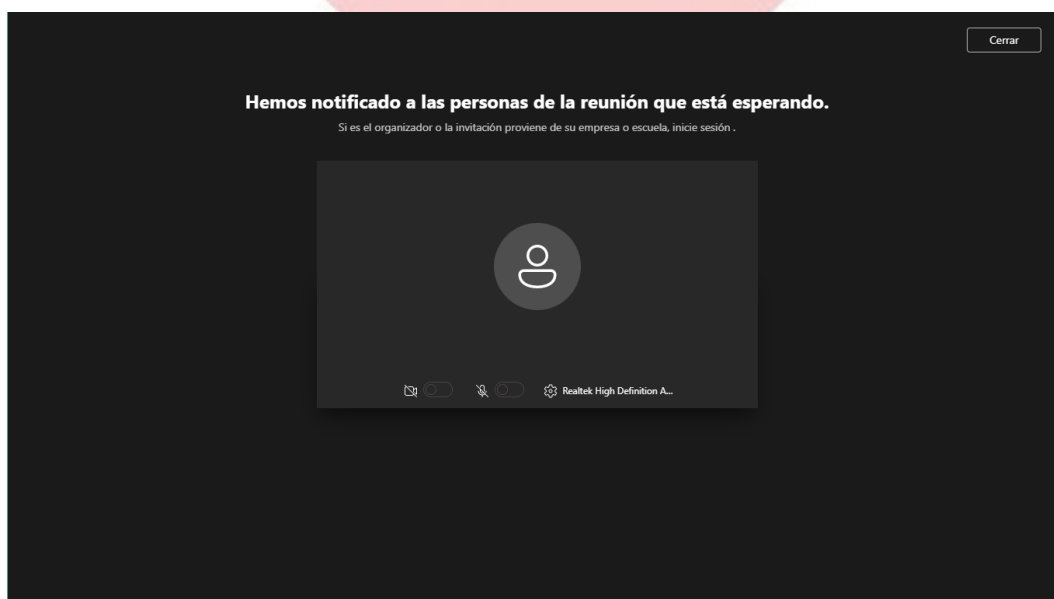 Cerrar
Hemos notificado a las personas de la reunión que está esperando.
Si es el organizador o la invitación proviene de su empresa o escuela, inicie sesión .
Realtek High Definition A...